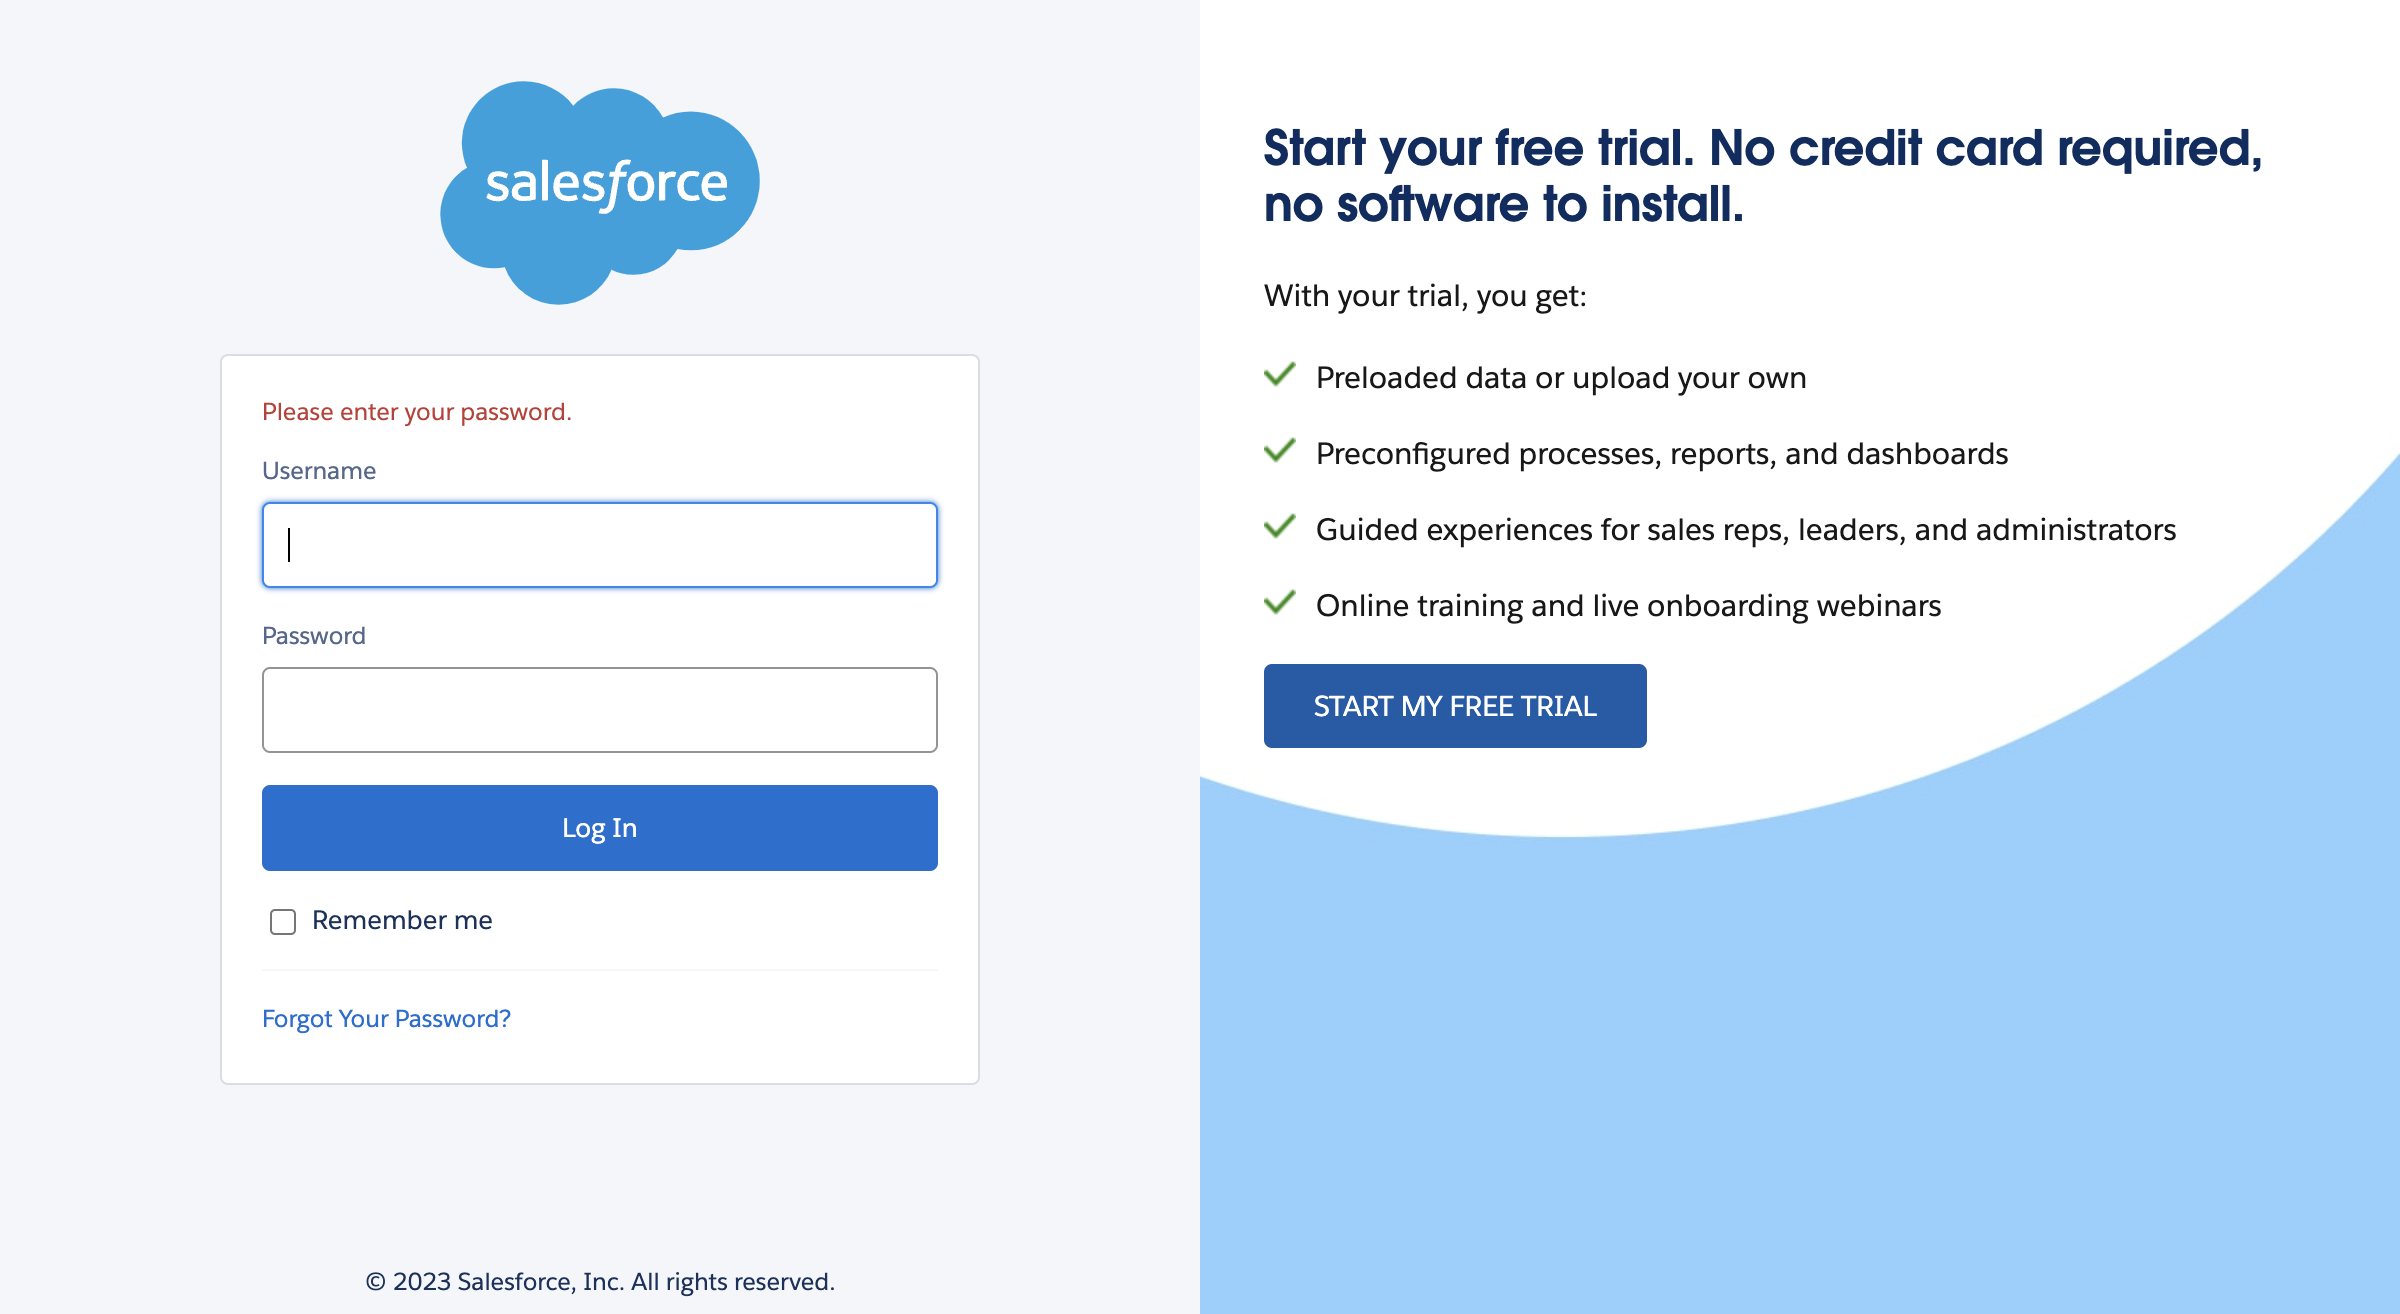 salesforce
Please enter your password.
Username
Password
Log In
Remember me
Forgot Your Password?
© 2023 Salesforce, Inc. All rights reserved.
Start your free trial. No credit card required,
no software to install.
With your trial, you get:
Preloaded data or upload your own
Preconfigured processes, reports, and dashboards
Guided experiences for sales reps, leaders, and administrators
Online training and live onboarding webinars
START MY FREE TRIAL